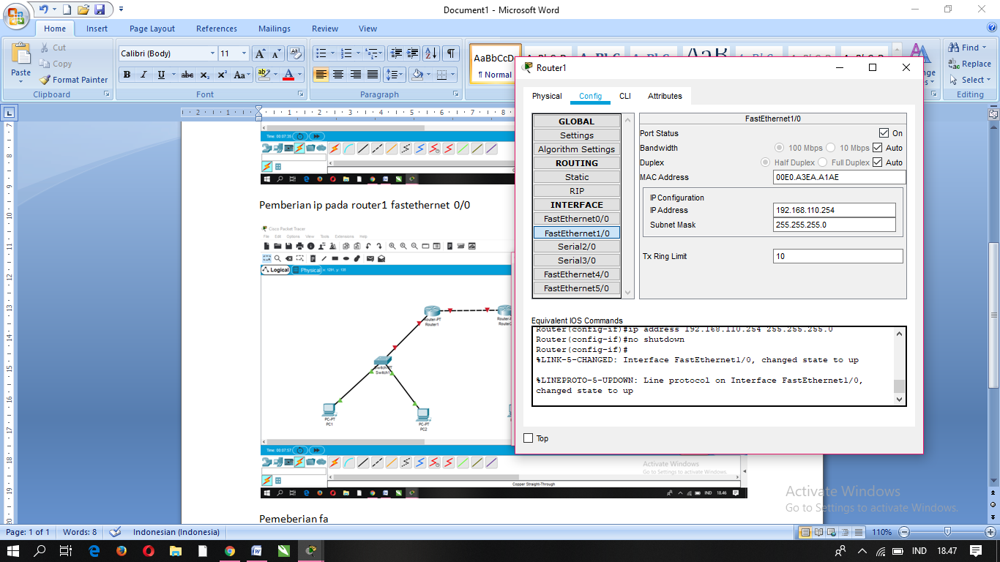 Document1 - Microsoft Word
Home Insert Page Layout References Mailings Review View
Paste
Cut
Copy
Format Painter
Clipboard
Calibri (Body) 11
B I U abc x₂ x² Aa
Font
Paragraph
AaBbCcDc
¶ Normal
Find
Replace
Select
Editing
Time: 00:07:35
Pemberian ip pada router1 fastethernet 0/0
Cisco Packet Tracer
File Edit Options View Tools Extensions Help
Logical Physical
Router-PT
Router1
Switch1
PC-PT
PC1
PC-PT
PC2
Time: 00:07:57
Copper Straight-Through
Activate Windows
Go to Settings to activate Windows.
IND 18.46
Pemeberian fa
Router1
Physical Config CLI Attributes
GLOBAL
Settings
Algorithm Settings
ROUTING
Static
RIP
INTERFACE
FastEthernet0/0
FastEthernet1/0
Serial2/0
Serial3/0
FastEthernet4/0
FastEthernet5/0
FastEthernet1/0
Port Status On
Bandwidth 100 Mbps 10 Mbps Auto
Duplex Half Duplex Full Duplex Auto
MAC Address 00E0.A3EA.A1AE
IP Configuration
IP Address 192.168.110.254
Subnet Mask 255.255.255.0
Tx Ring Limit 10
Equivalent IOS Commands
Router(config-if)#ip address 192.168.110.254 255.255.255.0
Router(config-if)#no shutdown
Router(config-if)#
%LINK-5-CHANGED: Interface FastEthernet1/0, changed state to up
%LINEPROTO-5-UPDOWN: Line protocol on Interface FastEthernet1/0,
changed state to up
Top
Activate Windows
Go to Settings to activate Windows.
Page: 1 of 1 Words: 8 Indonesian (Indonesia) 110%
IND 18.47